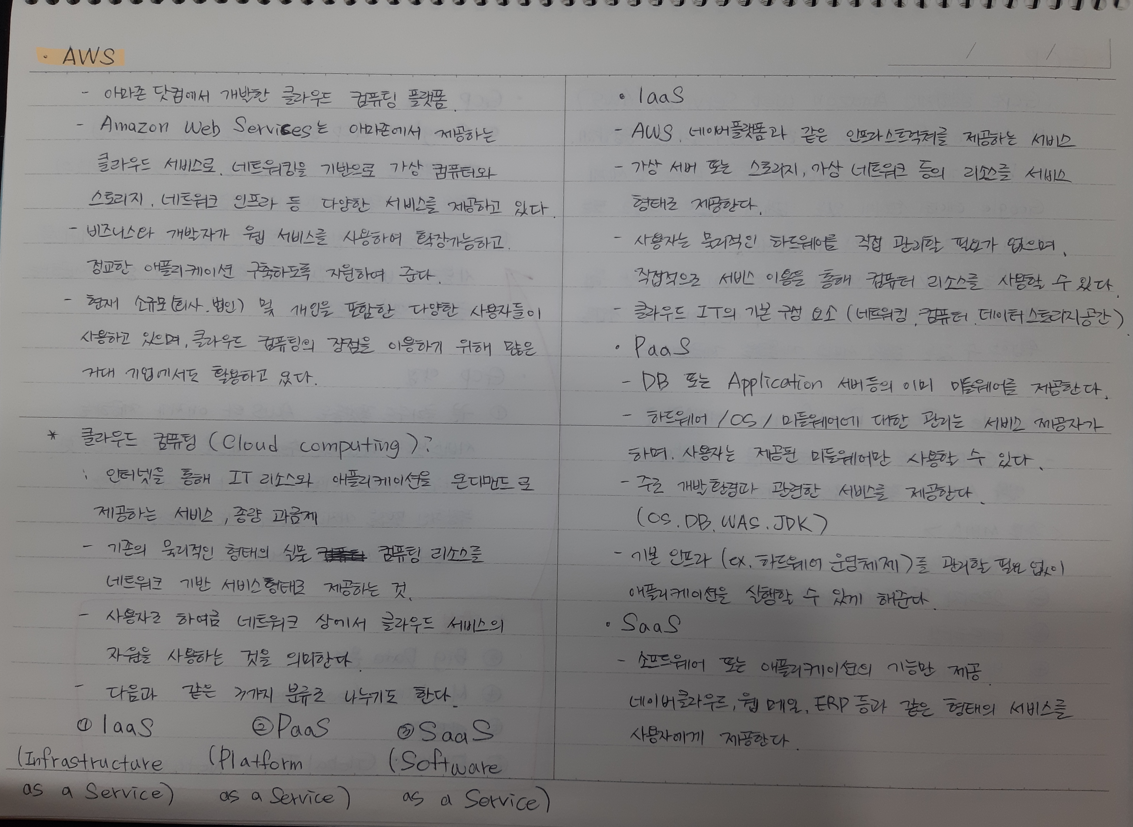 · AWS
- 아마존 닷컴에서 개발한 클라우드 컴퓨팅 플랫폼.
- Amazon Web Services는 아마존에서 제공하는
클라우드 서비스로, 네트워킹을 기반으로 가상 컴퓨터와
스토리지, 네트워크 인프라 등 다양한 서비스를 제공하고 있다.
- 비즈니스타 개발자가 웹 서비스를 사용하여 확장가능하고,
정교한 애플리케이션 구축하도록 지원하여 준다.
- 현재 소규모(회사.법인) 및 개인을 포함한 다양한 사용자들이
사용하고 있으며, 클라우드 컴퓨팅의 장점을 이용하기 위해 많은
거대 기업에서도 활용하고 있다.
* 클라우드 컴퓨팅 (Cloud computing)?
: 인터넷을 통해 IT 리소스와 애플리케이션을 온디맨드로
제공하는 서비스, 종량 과금제
- 기존의 물리적인 형태의 실물 컴퓨팅 리소스를
네트워크 기반 서비스형태로 제공하는 것.
- 사용자로 하여금 네트워크 상에서 클라우드 서비스의
자원을 사용하는 것을 의미한다.
- 다음과 같은 3가지 분류로 나누기도 한다.
① IaaS ② PaaS ③ SaaS
(Infrastructure (Platform (Software
as a Service) as a Service) as a Service)
· IaaS
- AWS, 네이버플랫폼과 같은 인프라스트럭쳐를 제공하는 서비스
- 가상 서버 또는 스토리지, 가상 네트워크 등의 리소스를 서비스
형태로 제공한다.
- 사용자는 물리적인 하드웨어를 직접 관리할 필요가 없으며,
직접적으로 서비스 이용을 통해 컴퓨터 리소스를 사용할 수 있다.
- 클라우드 IT의 기본 구성 요소 (네트워킹, 컴퓨터, 데이터스토리지공간)
· PaaS
- DB 또는 Application 서버등의 이미 미들웨어를 제공한다.
- 하드웨어 / OS / 미들웨어에 대한 관리는 서비스 제공자가
하며, 사용자는 제공된 미들웨어만 사용할 수 있다.
- 주로 개발환경과 관련한 서비스를 제공한다.
(OS.DB.WAS.JDK)
- 기본 인프라 (ex. 하드웨어 운영체제)를 관리할 필요 없이
애플리케이션을 실행할 수 있게 해준다.
· SaaS
- 소프트웨어 또는 애플리케이션의 기능만 제공.
네이버클라우드, 웹 메일, ERP 등과 같은 형태의 서비스를
사용자에게 제공한다.